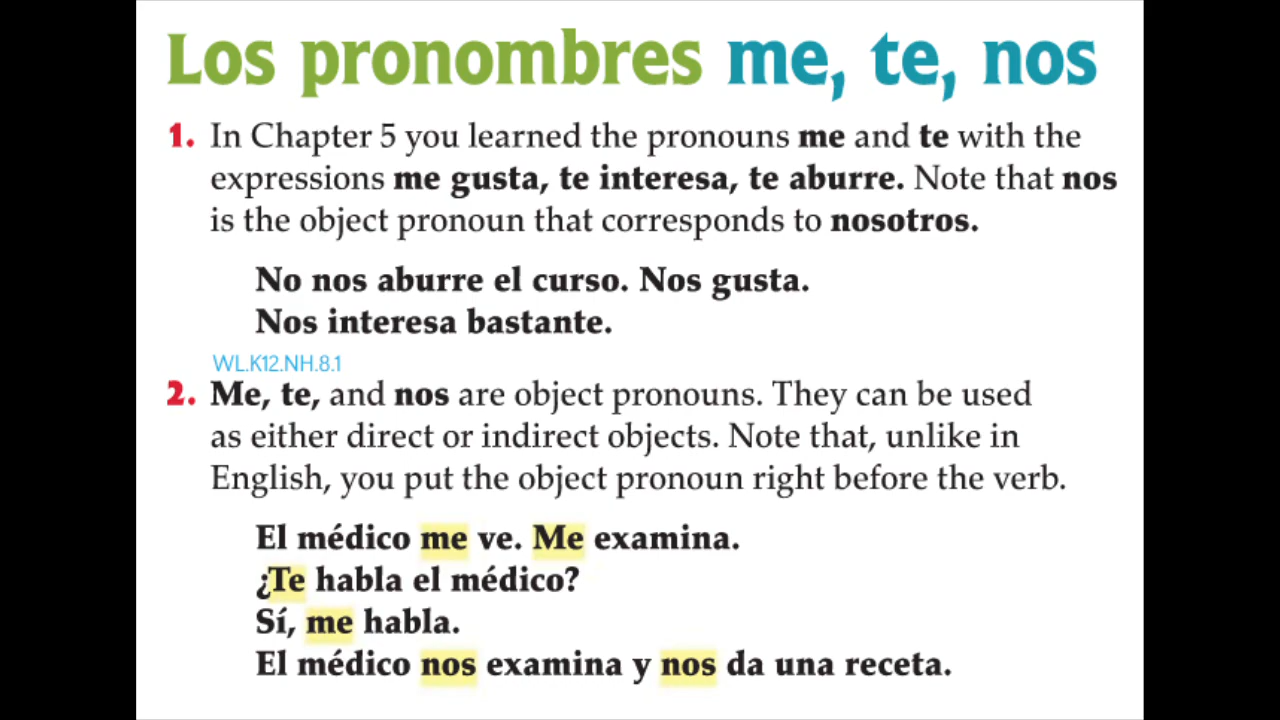 Los pronombres me, te, nos
1. In Chapter 5 you learned the pronouns me and te with the
expressions me gusta, te interesa, te aburre. Note that nos
is the object pronoun that corresponds to nosotros.
No nos aburre el curso. Nos gusta.
Nos interesa bastante.
WL.K12.NH.8.1
2. Me, te, and nos are object pronouns. They can be used
as either direct or indirect objects. Note that, unlike in
English, you put the object pronoun right before the verb.
El médico me ve. Me examina.
¿Te habla el médico?
Sí, me habla.
El médico nos examina y nos da una receta.